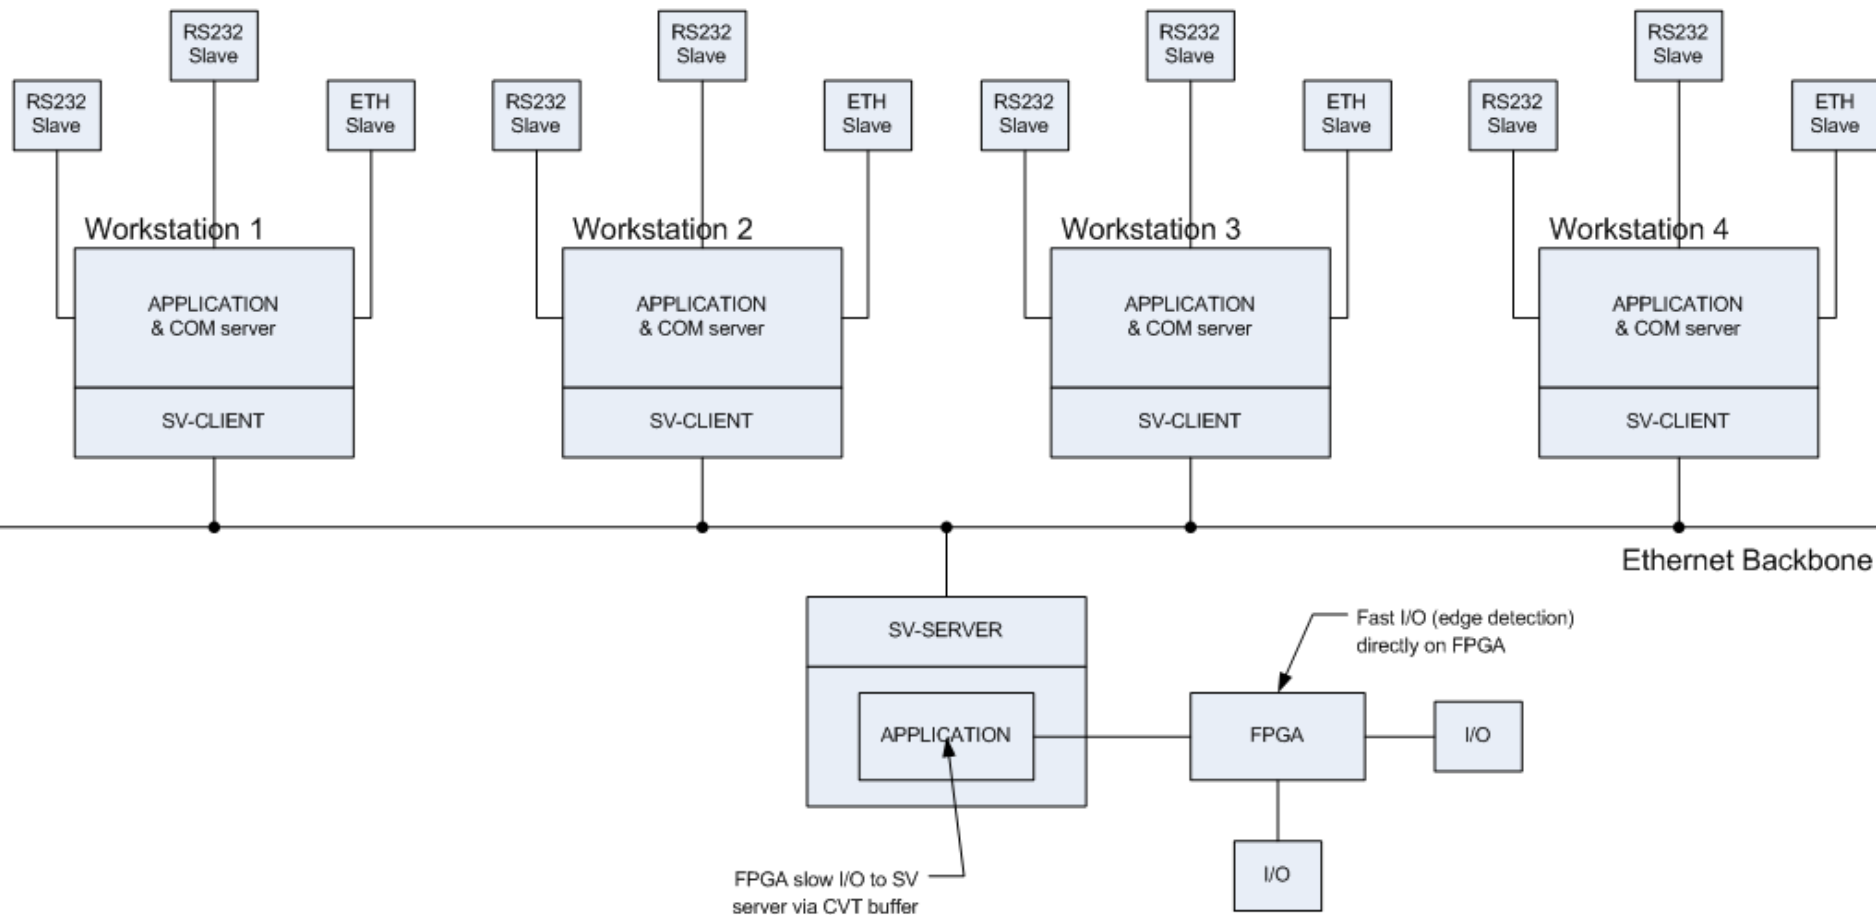 RS232
Slave
RS232
Slave
RS232
Slave
RS232
Slave
RS232
Slave
ETH
Slave
RS232
Slave
ETH
Slave
RS232
Slave
ETH
Slave
RS232
Slave
ETH
Slave
Workstation 1
Workstation 2
Workstation 3
Workstation 4
APPLICATION
& COM server
APPLICATION
& COM server
APPLICATION
& COM server
APPLICATION
& COM server
SV-CLIENT
SV-CLIENT
SV-CLIENT
SV-CLIENT
Ethernet Backbone
SV-SERVER
Fast I/O (edge detection)
directly on FPGA
APPLICATION
FPGA
I/O
I/O
FPGA slow I/O to SV
server via CVT buffer